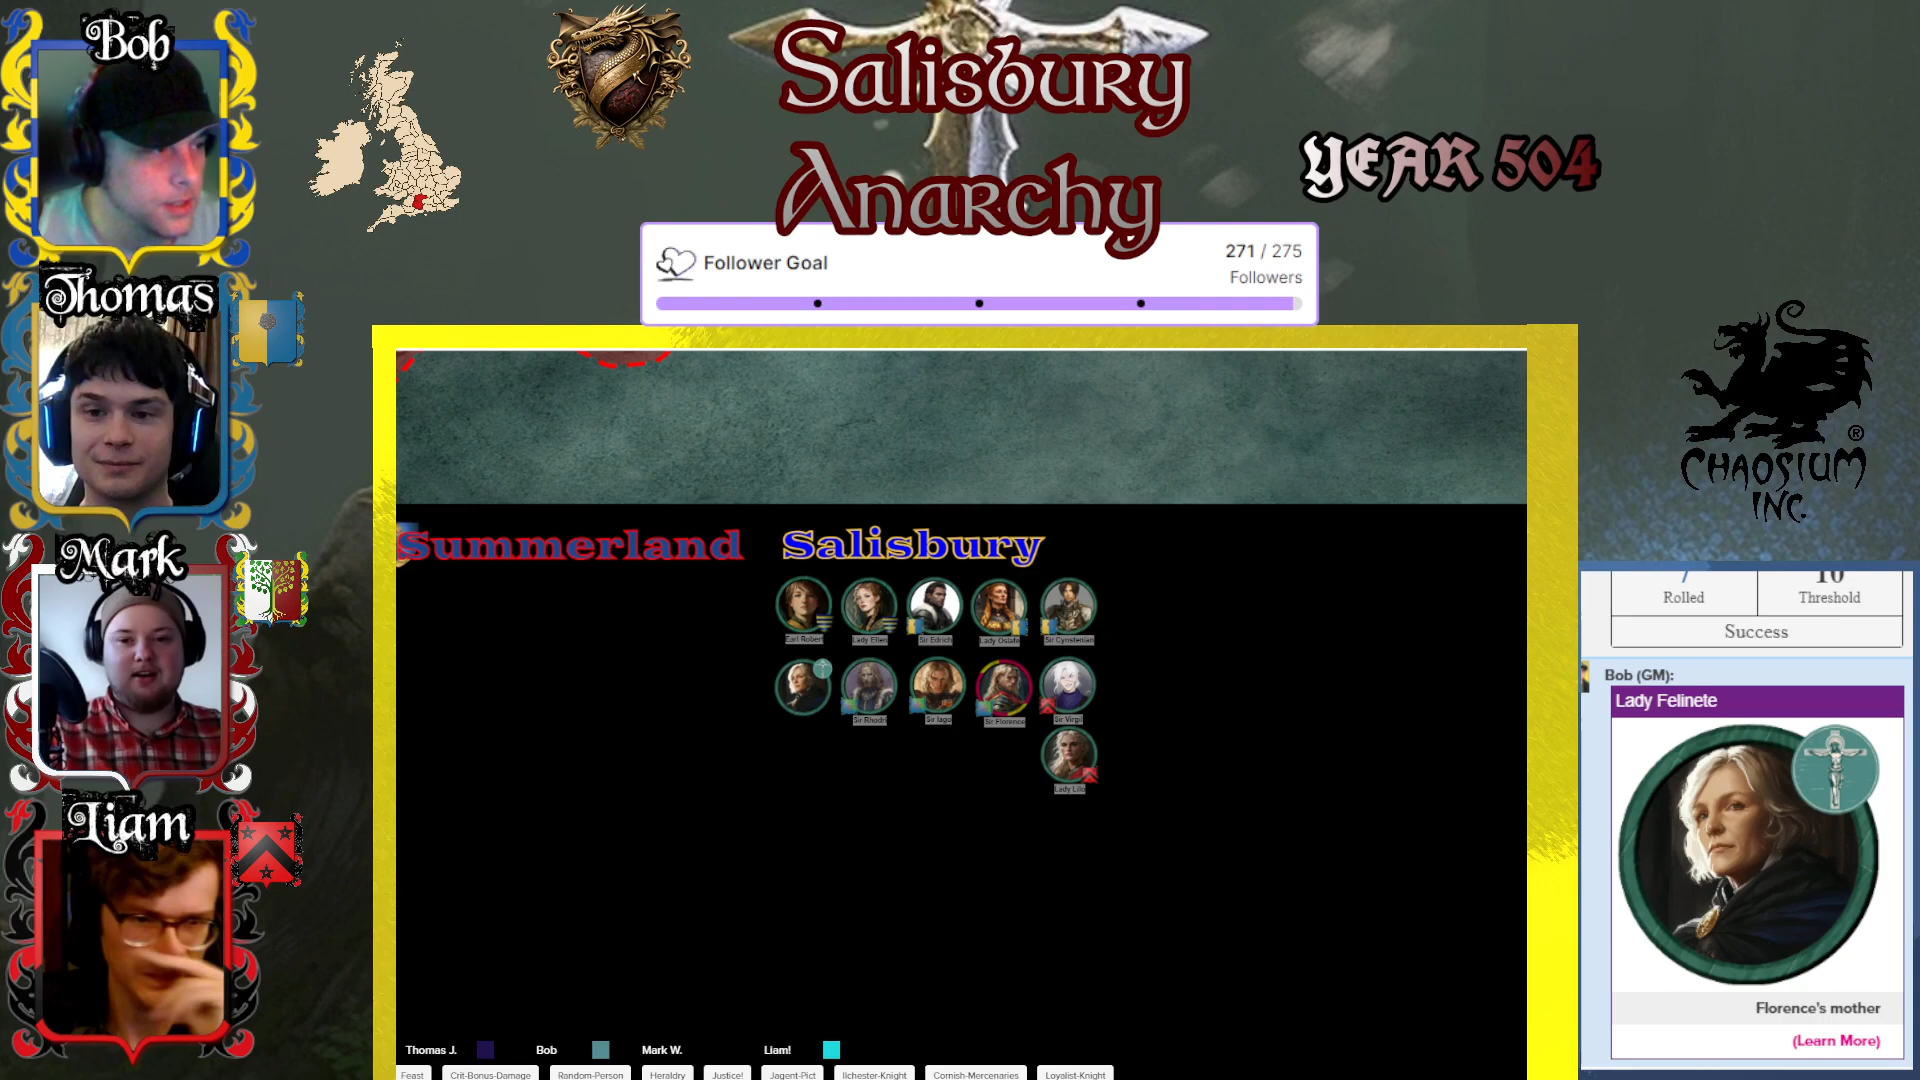 Bob
Thomas
Mark
Liam
Salisbury
Anarchy
YEAR 504
Follower Goal
271 / 275
Followers
CHAOSIUM
INC.
®
Summerland
Salisbury
Earl Robert
Lady Ellen
Sir Edrich
Lady Oslafe
Sir Cynstenian
Sir Rhodri
Sir Iago
Sir Florence
Sir Virgil
Lady Lilo
7
10
Rolled
Threshold
Success
Bob (GM):
Lady Felinete
Florence's mother
(Learn More)
Thomas J.
Bob
Mark W.
Liam!
Feast
Crit-Bonus-Damage
Random-Person
Heraldry
Justice!
Jagent-Pict
Ilchester-Knight
Cornish-Mercenaries
Loyalist-Knight